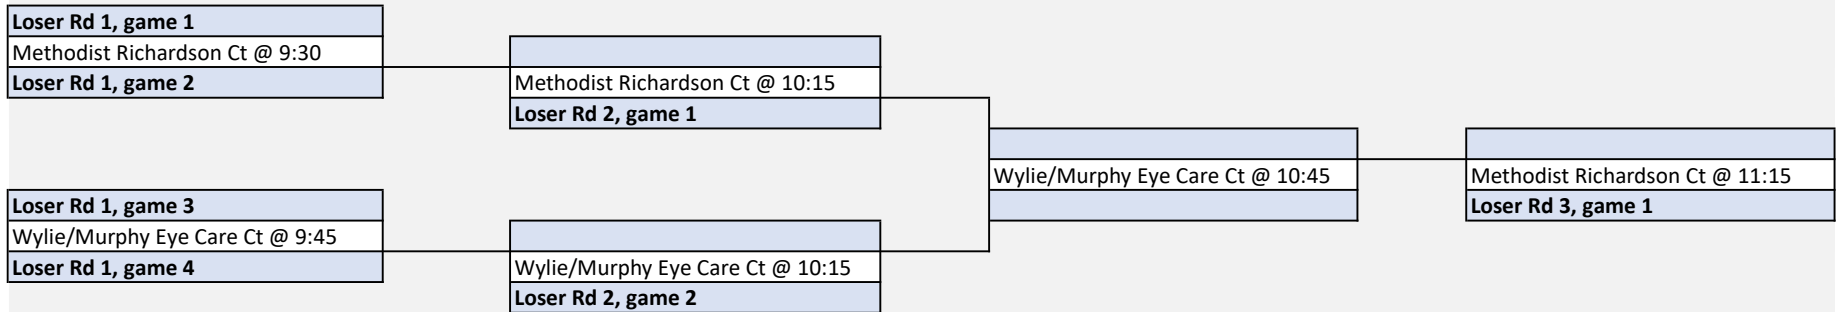 Loser Rd 1, game 1
Methodist Richardson Ct @ 9:30
Loser Rd 1, game 2
Methodist Richardson Ct @ 10:15
Loser Rd 2, game 1
Wylie/Murphy Eye Care Ct @ 10:45
Methodist Richardson Ct @ 11:15
Loser Rd 3, game 1
Loser Rd 1, game 3
Wylie/Murphy Eye Care Ct @ 9:45
Loser Rd 1, game 4
Wylie/Murphy Eye Care Ct @ 10:15
Loser Rd 2, game 2